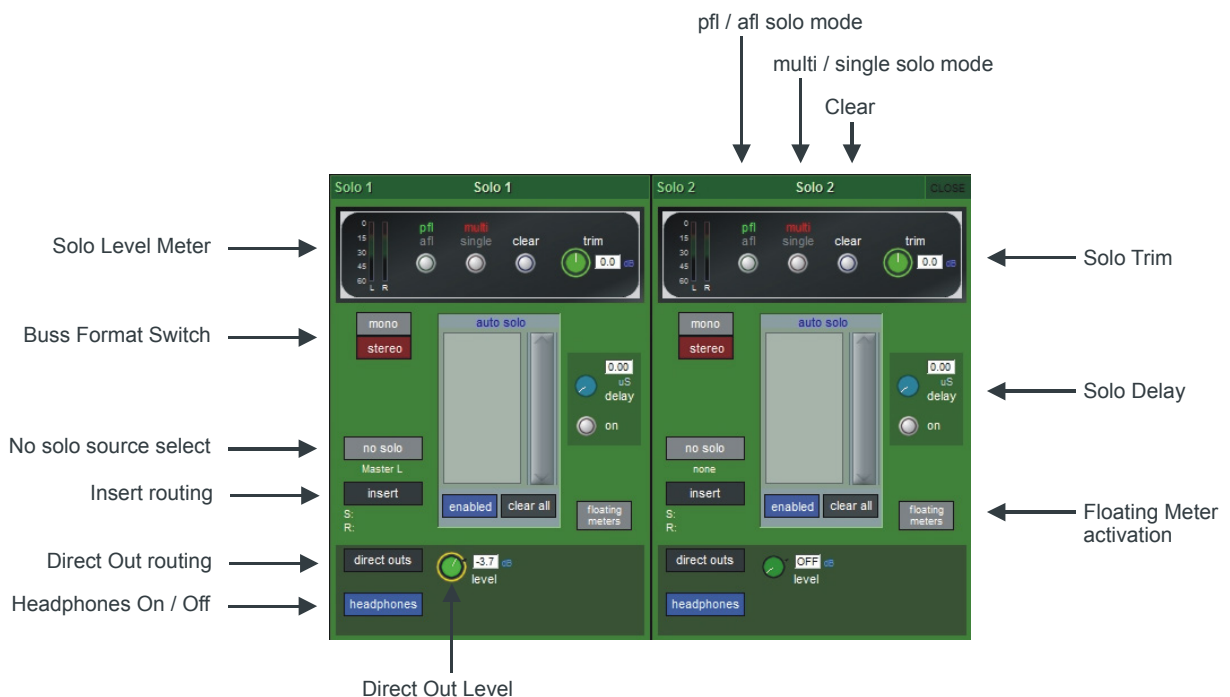 pfl / afl solo mode
multi / single solo mode
Clear
Solo 1 Solo 1
Solo 2 Solo 2 CLOSE
Solo Level Meter
0
15
30
45
60
L R
pfl
afl
multi
single
clear
trim
0.0 dB
0
15
30
45
60
L R
pfl
afl
multi
single
clear
trim
0.0 dB
Solo Trim
Buss Format Switch
mono
stereo
auto solo
0.00
uS
delay
on
mono
stereo
auto solo
0.00
uS
delay
on
Solo Delay
No solo source select
no solo
Master L
Insert routing
insert
S:
R:
enabled clear all
floating
meters
no solo
none
insert
S:
R:
enabled clear all
floating
meters
Floating Meter
activation
Direct Out routing
direct outs
-3.7 dB
level
direct outs
OFF dB
level
Headphones On / Off
headphones
headphones
Direct Out Level